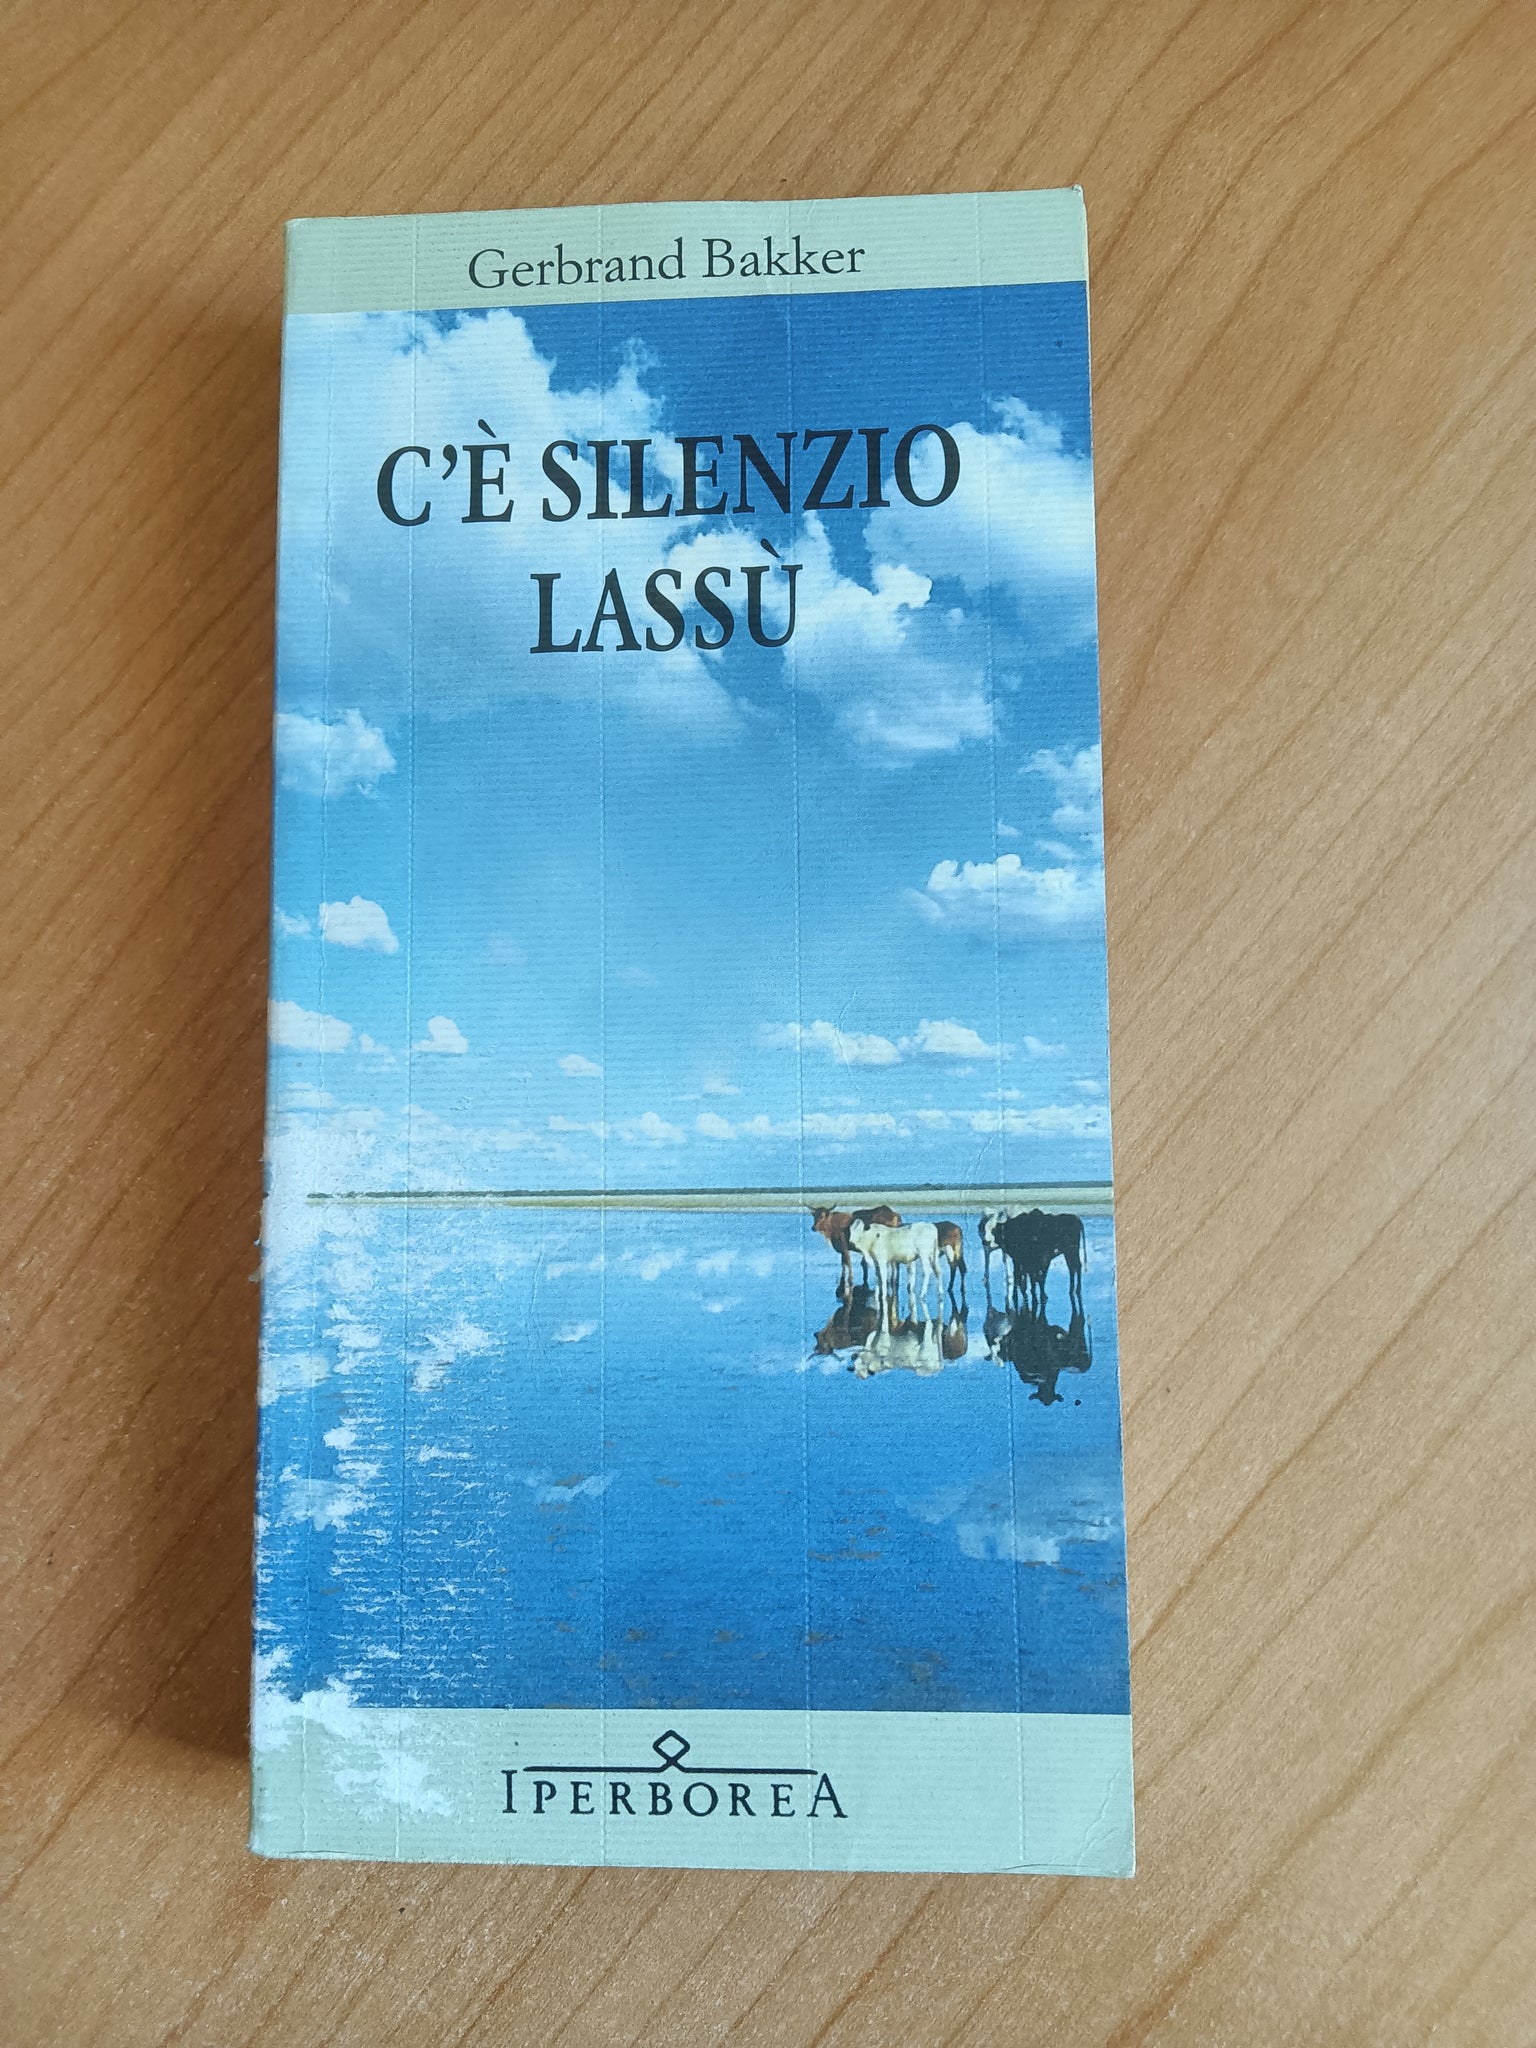 Gerbrand Bakker
C'È SILENZIO
LASSÙ
IPERBOREA